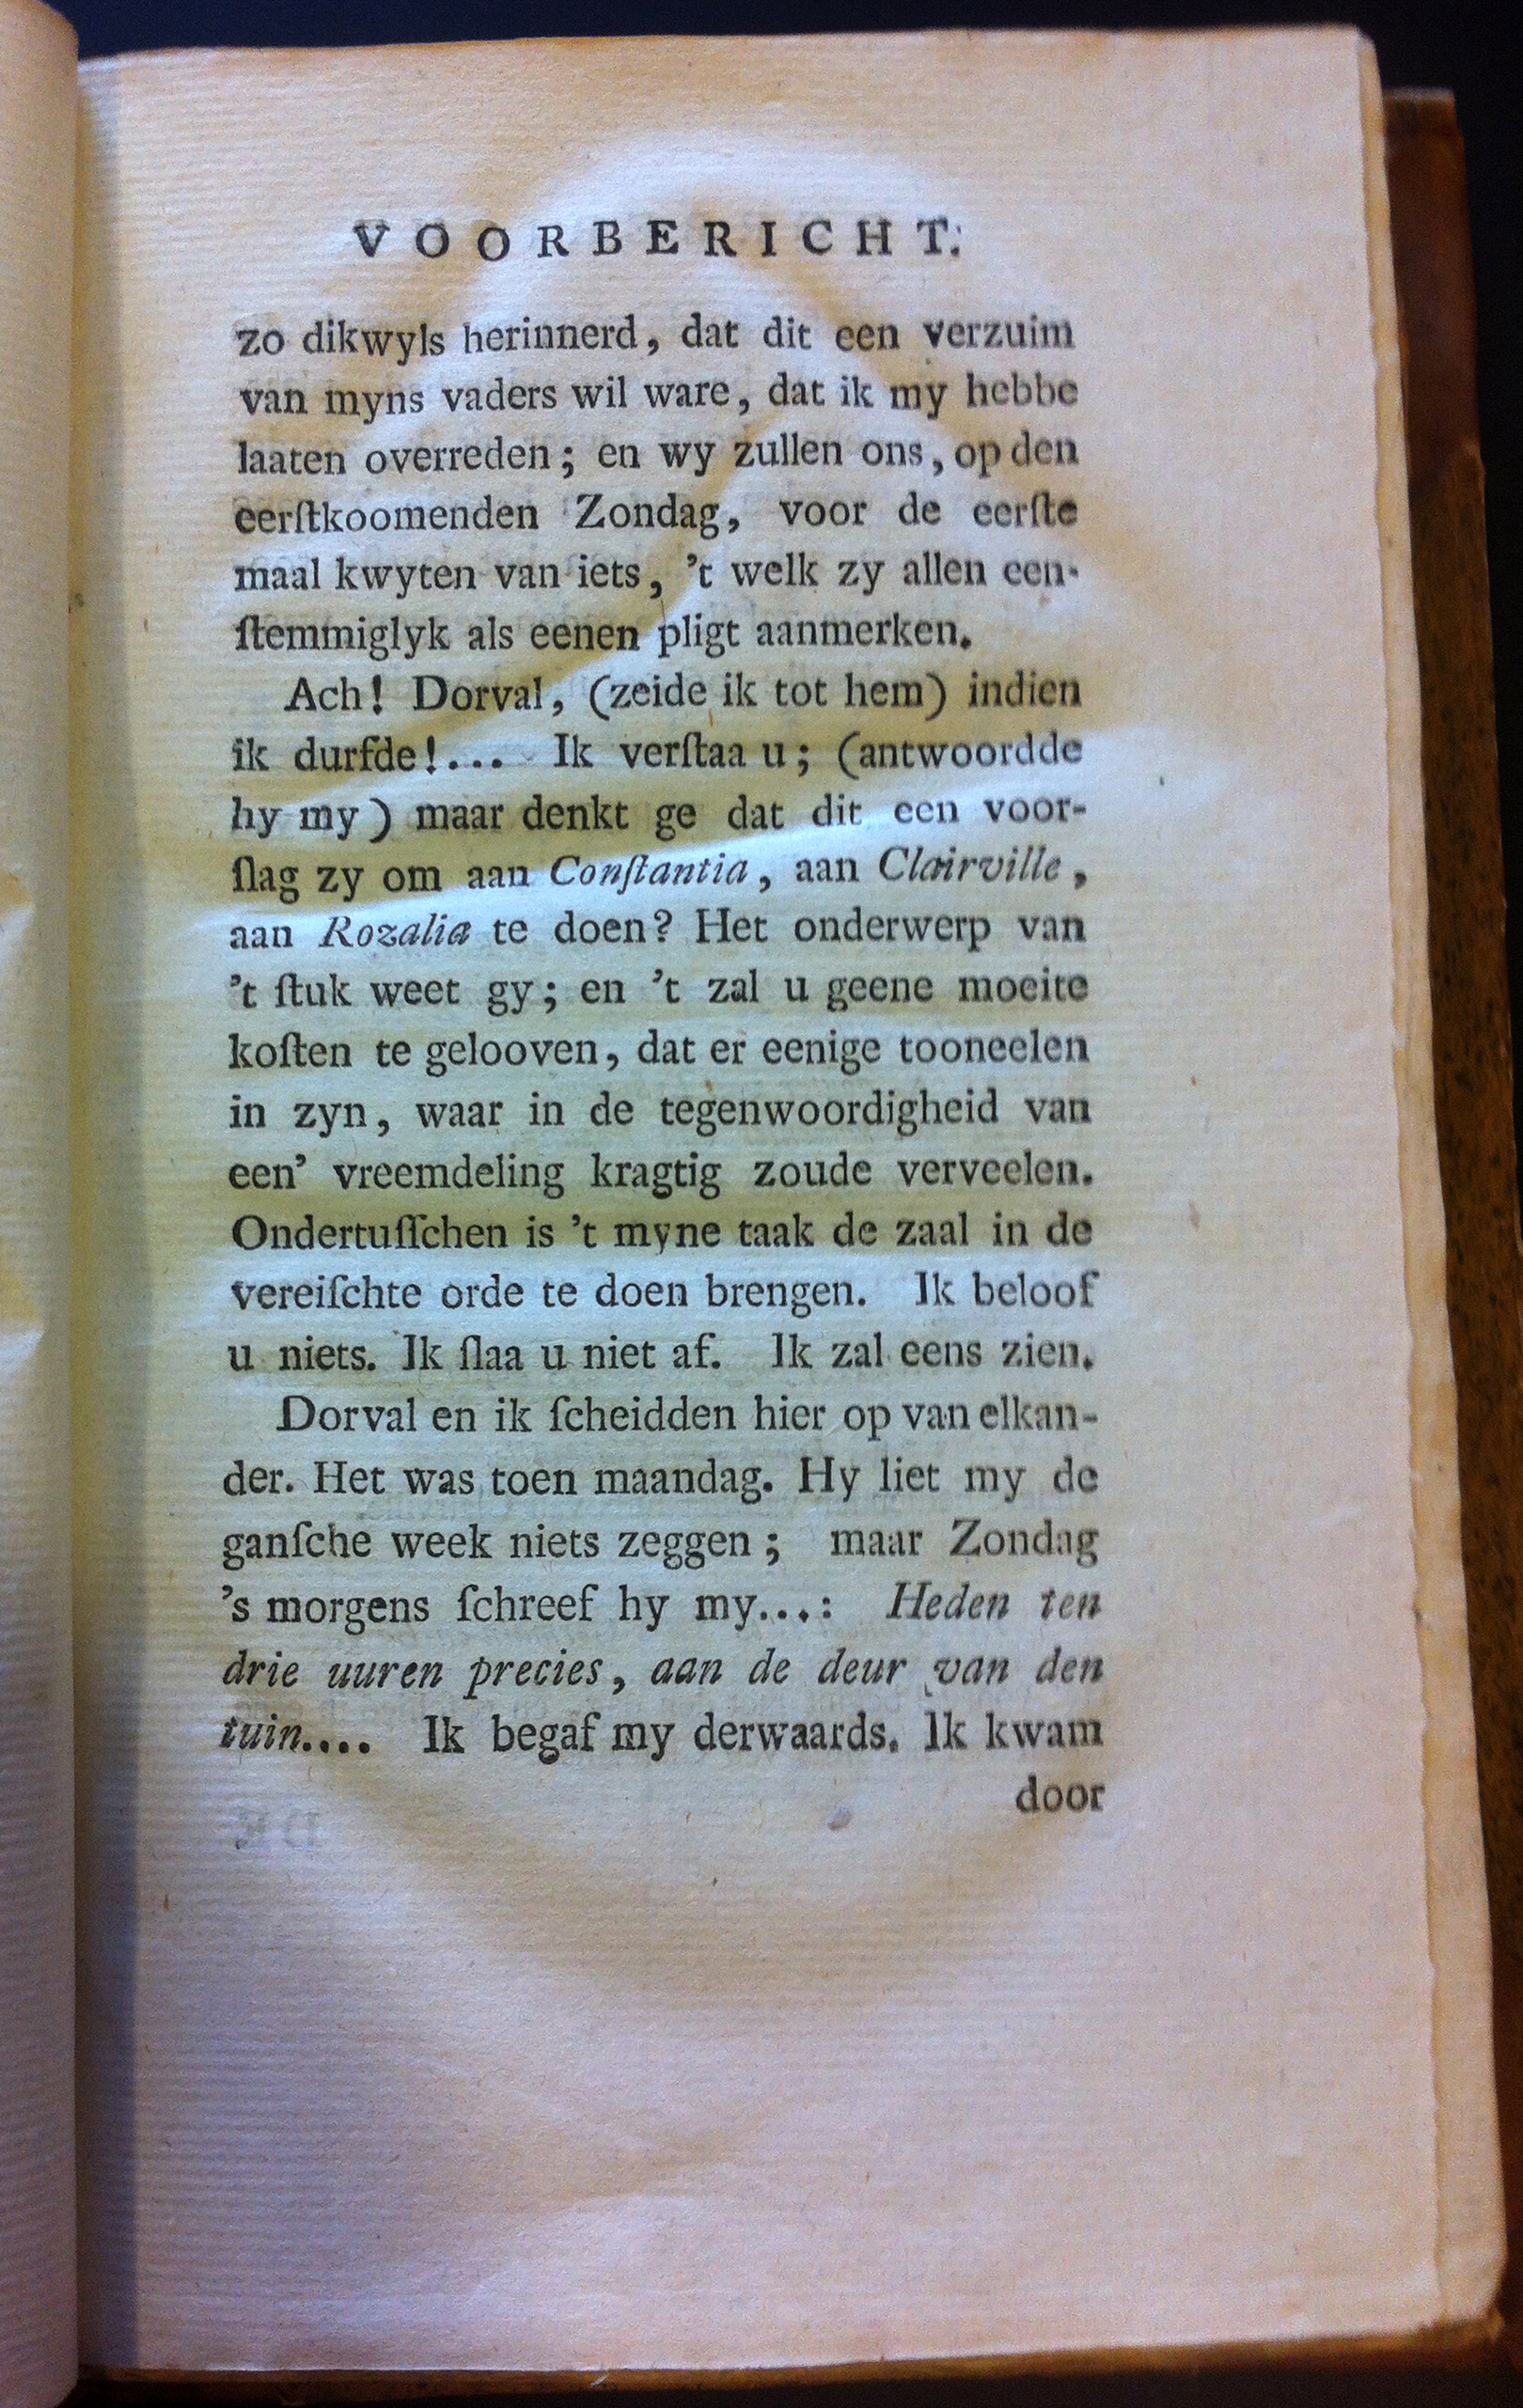 VOORBERICHT.
zo dikwyls herinnerd, dat dit een verzuim
van myns vaders wil ware, dat ik my hebbe
laaten overreden; en wy zullen ons, op den
eerſtkoomenden Zondag, voor de eerſte
maal kwyten van iets, 't welk zy allen een-
ſtemmiglyk als eenen pligt aanmerken.
Ach! Dorval, (zeide ik tot hem) indien
ik durfde!... Ik verſtaa u; (antwoordde
hy my) maar denkt ge dat dit een voor-
ſlag zy om aan Conſtantia, aan Clairville,
aan Rozalia te doen? Het onderwerp van
't ſtuk weet gy; en 't zal u geene moeite
koſten te gelooven, dat er eenige tooneelen
in zyn, waar in de tegenwoordigheid van
een' vreemdeling kragtig zoude verveelen.
Ondertuſſchen is 't myne taak de zaal in de
vereiſchte orde te doen brengen. Ik beloof
u niets. Ik ſlaa u niet af. Ik zal eens zien.
Dorval en ik ſcheidden hier op van elkan-
der. Het was toen maandag. Hy liet my de
ganſche week niets zeggen; maar Zondag
's morgens ſchreef hy my...: Heden ten
drie uuren precies, aan de deur van den
tuin.... Ik begaf my derwaards. Ik kwam
door